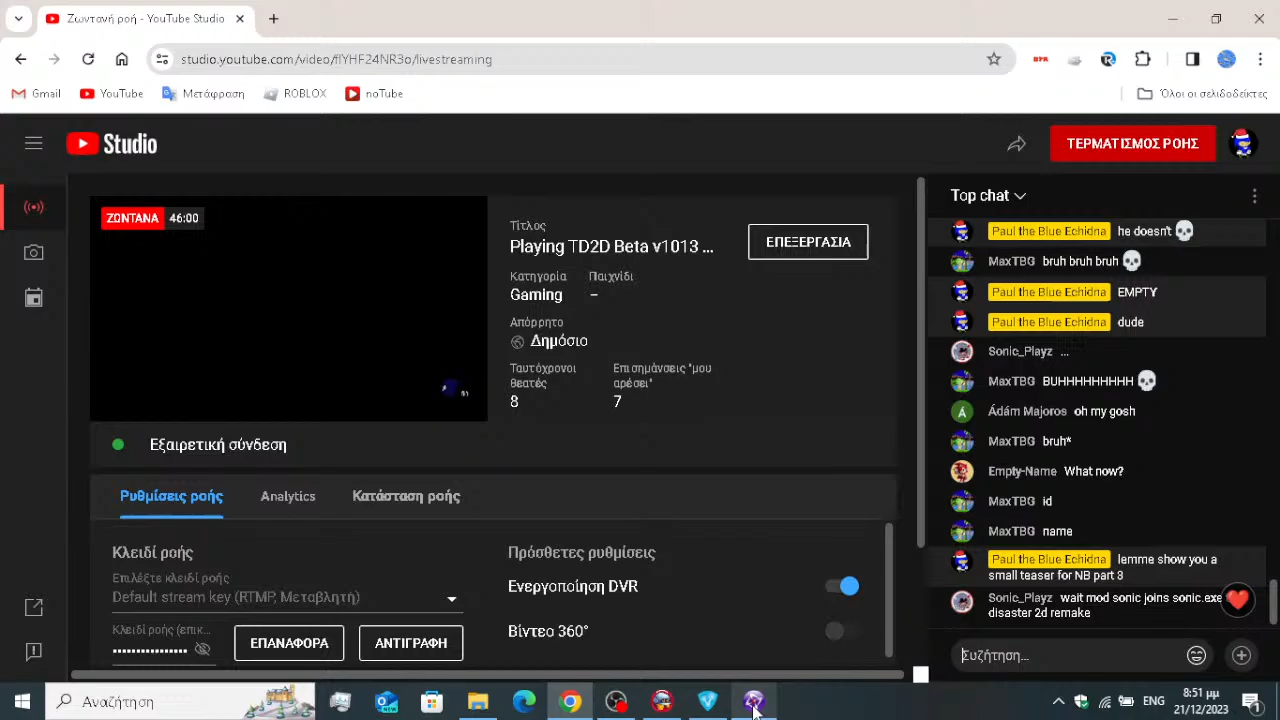 Ζωντανή ροή - YouTube Studio
studio.youtube.com/video/flYHF24NR3o/livestreaming
Gmail
YouTube
Μετάφραση
ROBLOX
noTube
Όλοι οι σελιδοδείκτες
Studio
ΤΕΡΜΑΤΙΣΜΟΣ ΡΟΗΣ
ΖΩΝΤΑΝΑ 46:00
Τίτλος
Playing TD2D Beta v1013 ...
ΕΠΕΞΕΡΓΑΣΙΑ
Κατηγορία Παιχνίδι
Gaming –
Απόρρητο
Δημόσιο
Ταυτόχρονοι θεατές
8
Επισημάνσεις "μου αρέσει"
7
Εξαιρετική σύνδεση
Ρυθμίσεις ροής
Analytics
Κατάσταση ροής
Κλειδί ροής
Επιλέξτε κλειδί ροής
Default stream key (RTMP, Μεταβλητή)
Κλειδί ροής (επικ...
ΕΠΑΝΑΦΟΡΑ
ΑΝΤΙΓΡΑΦΗ
Πρόσθετες ρυθμίσεις
Ενεργοποίηση DVR
Βίντεο 360°
Top chat
Paul the Blue Echidna he doesn't
MaxTBG bruh bruh bruh
Paul the Blue Echidna EMPTY
Paul the Blue Echidna dude
Sonic_Playz ...
MaxTBG BUHHHHHHHHH
Á Ádám Majoros oh my gosh
MaxTBG bruh*
Empty-Name What now?
MaxTBG id
MaxTBG name
Paul the Blue Echidna lemme show you a
small teaser for NB part 3
Sonic_Playz wait mod sonic joins sonic.exe
disaster 2d remake
Συζήτηση...
Αναζήτηση
ENG
8:51 μμ
21/12/2023